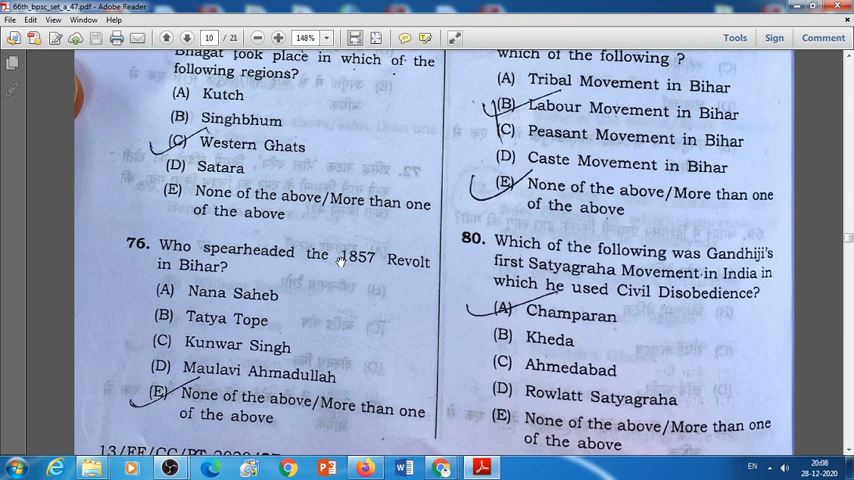 66th_bpsc_set_a_47.pdf - Adobe Reader
File Edit View Window Help
10 / 21
148%
Tools Sign Comment
Bhagat took place in which of the
following regions?
(A) Kutch
(B) Singhbhum
(C) Western Ghats
(D) Satara
(E) None of the above/More than one
of the above
76. Who spearheaded the 1857 Revolt
in Bihar?
(A) Nana Saheb
(B) Tatya Tope
(C) Kunwar Singh
(D) Maulavi Ahmadullah
(E) None of the above/More than one
of the above
which of the following ?
(A) Tribal Movement in Bihar
(B) Labour Movement in Bihar
(C) Peasant Movement in Bihar
(D) Caste Movement in Bihar
(E) None of the above/More than one
of the above
80. Which of the following was Gandhiji's
first Satyagraha Movement in India in
which he used Civil Disobedience?
(A) Champaran
(B) Kheda
(C) Ahmedabad
(D) Rowlatt Satyagraha
(E) None of the above/More than one
of the above
EN
20:08
28-12-2020